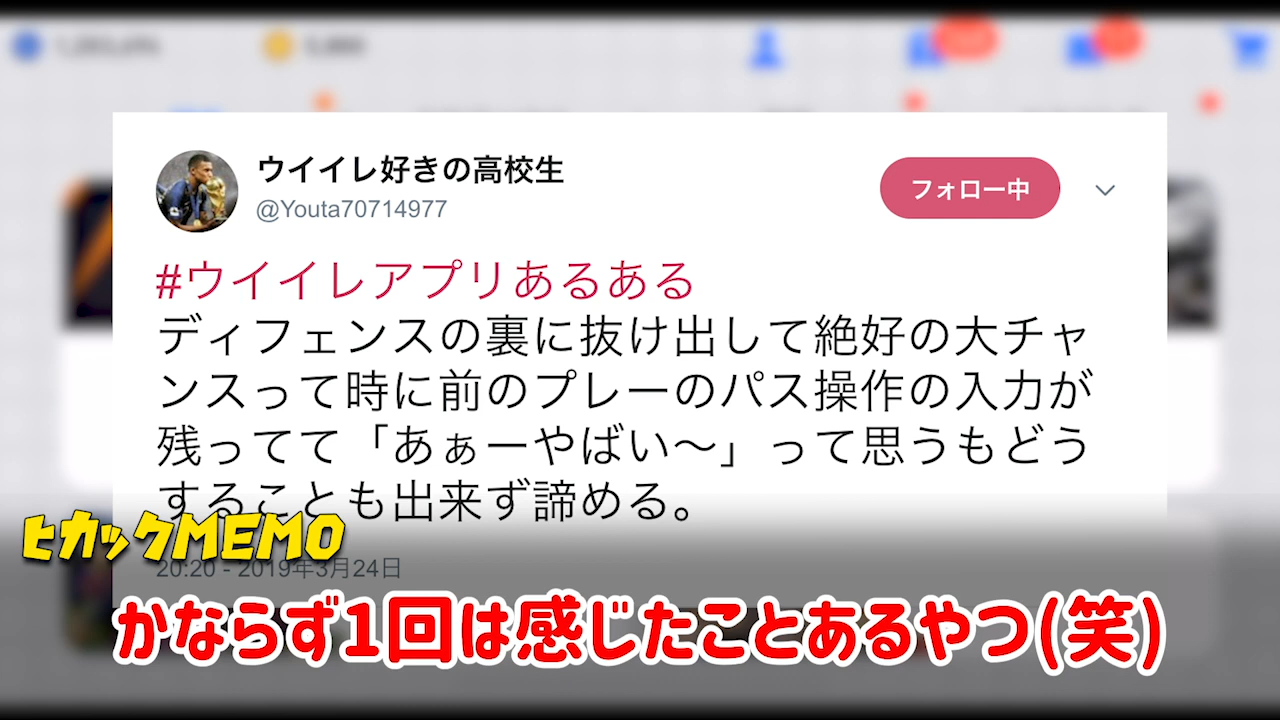 ウイイレ好きの高校生
@Youta70714977
フォロー中
#ウイイレアプリあるある
ディフェンスの裏に抜け出して絶好の大チャ
ンスって時に前のプレーのパス操作の入力が
残ってて「あぁーやばい〜」って思うもどう
することも出来ず諦める。
ヒカックMEMO
20:20 - 2019年3月24日
かならず1回は感じたことあるやつ(笑)